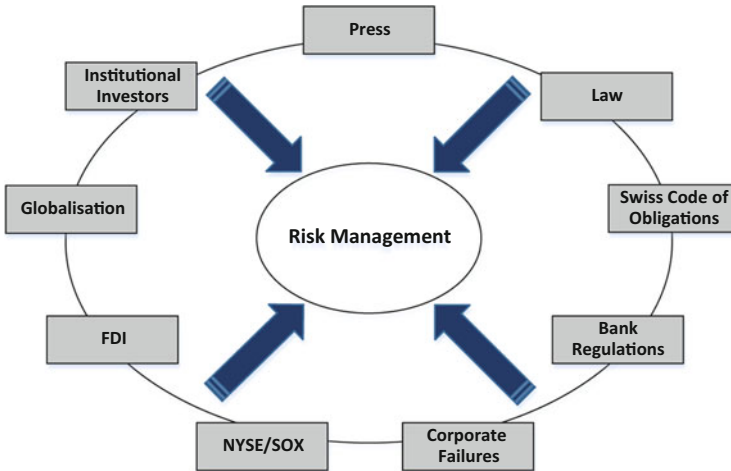 Press
Institutional
Investors
Law
Globalisation
Swiss Code of
Obligations
Risk Management
FDI
Bank
Regulations
NYSE/SOX
Corporate
Failures